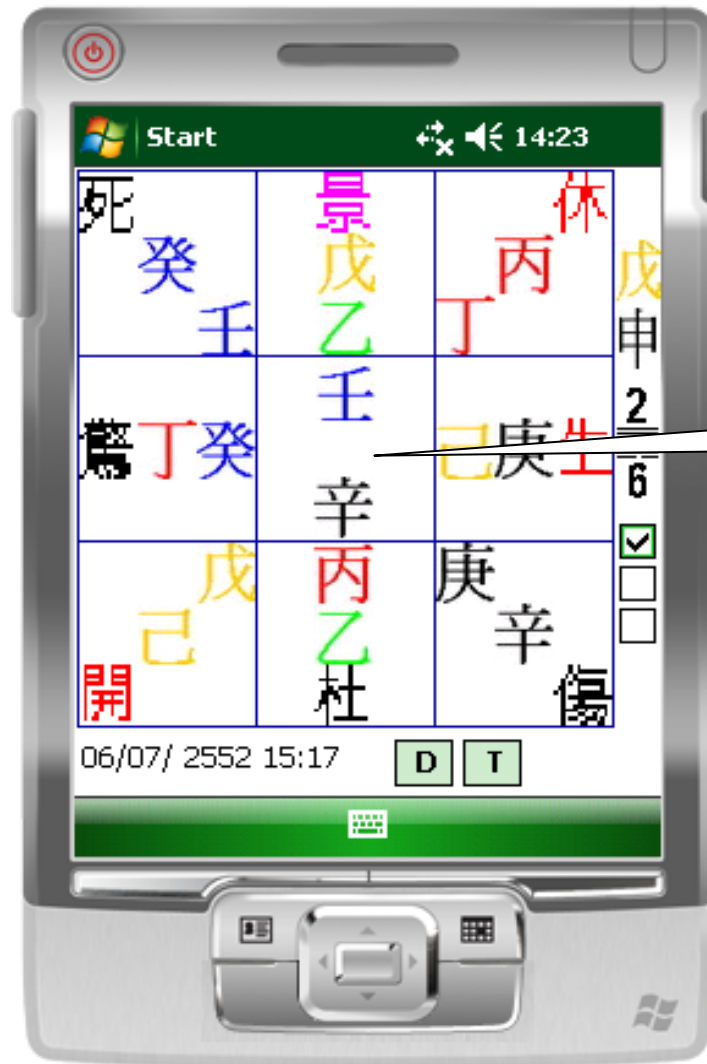 Start 14:23
死 景 休
癸 戊 丙 戊
壬 乙 丁 申
驚 丁 癸 壬 己 庚 生 2
辛 6
戊 丙 庚
己 乙 辛
開 杜 傷
06/07/ 2552 15:17 D T